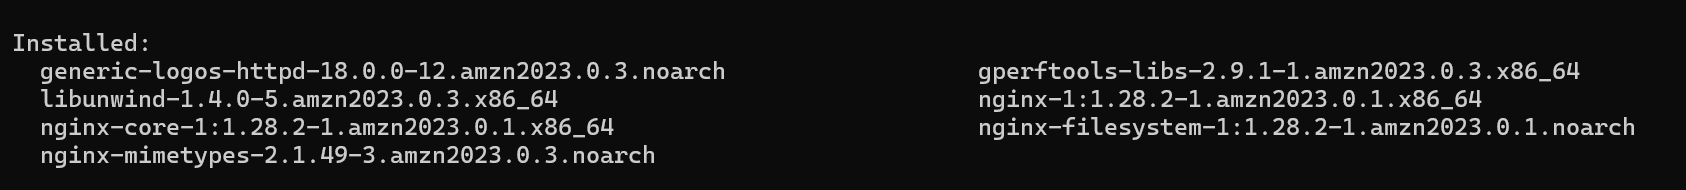 Installed:
generic-logos-httpd-18.0.0-12.amzn2023.0.3.noarch gperftools-libs-2.9.1-1.amzn2023.0.3.x86_64
libunwind-1.4.0-5.amzn2023.0.3.x86_64 nginx-1:1.28.2-1.amzn2023.0.1.x86_64
nginx-core-1:1.28.2-1.amzn2023.0.1.x86_64 nginx-filesystem-1:1.28.2-1.amzn2023.0.1.noarch
nginx-mimetypes-2.1.49-3.amzn2023.0.3.noarch